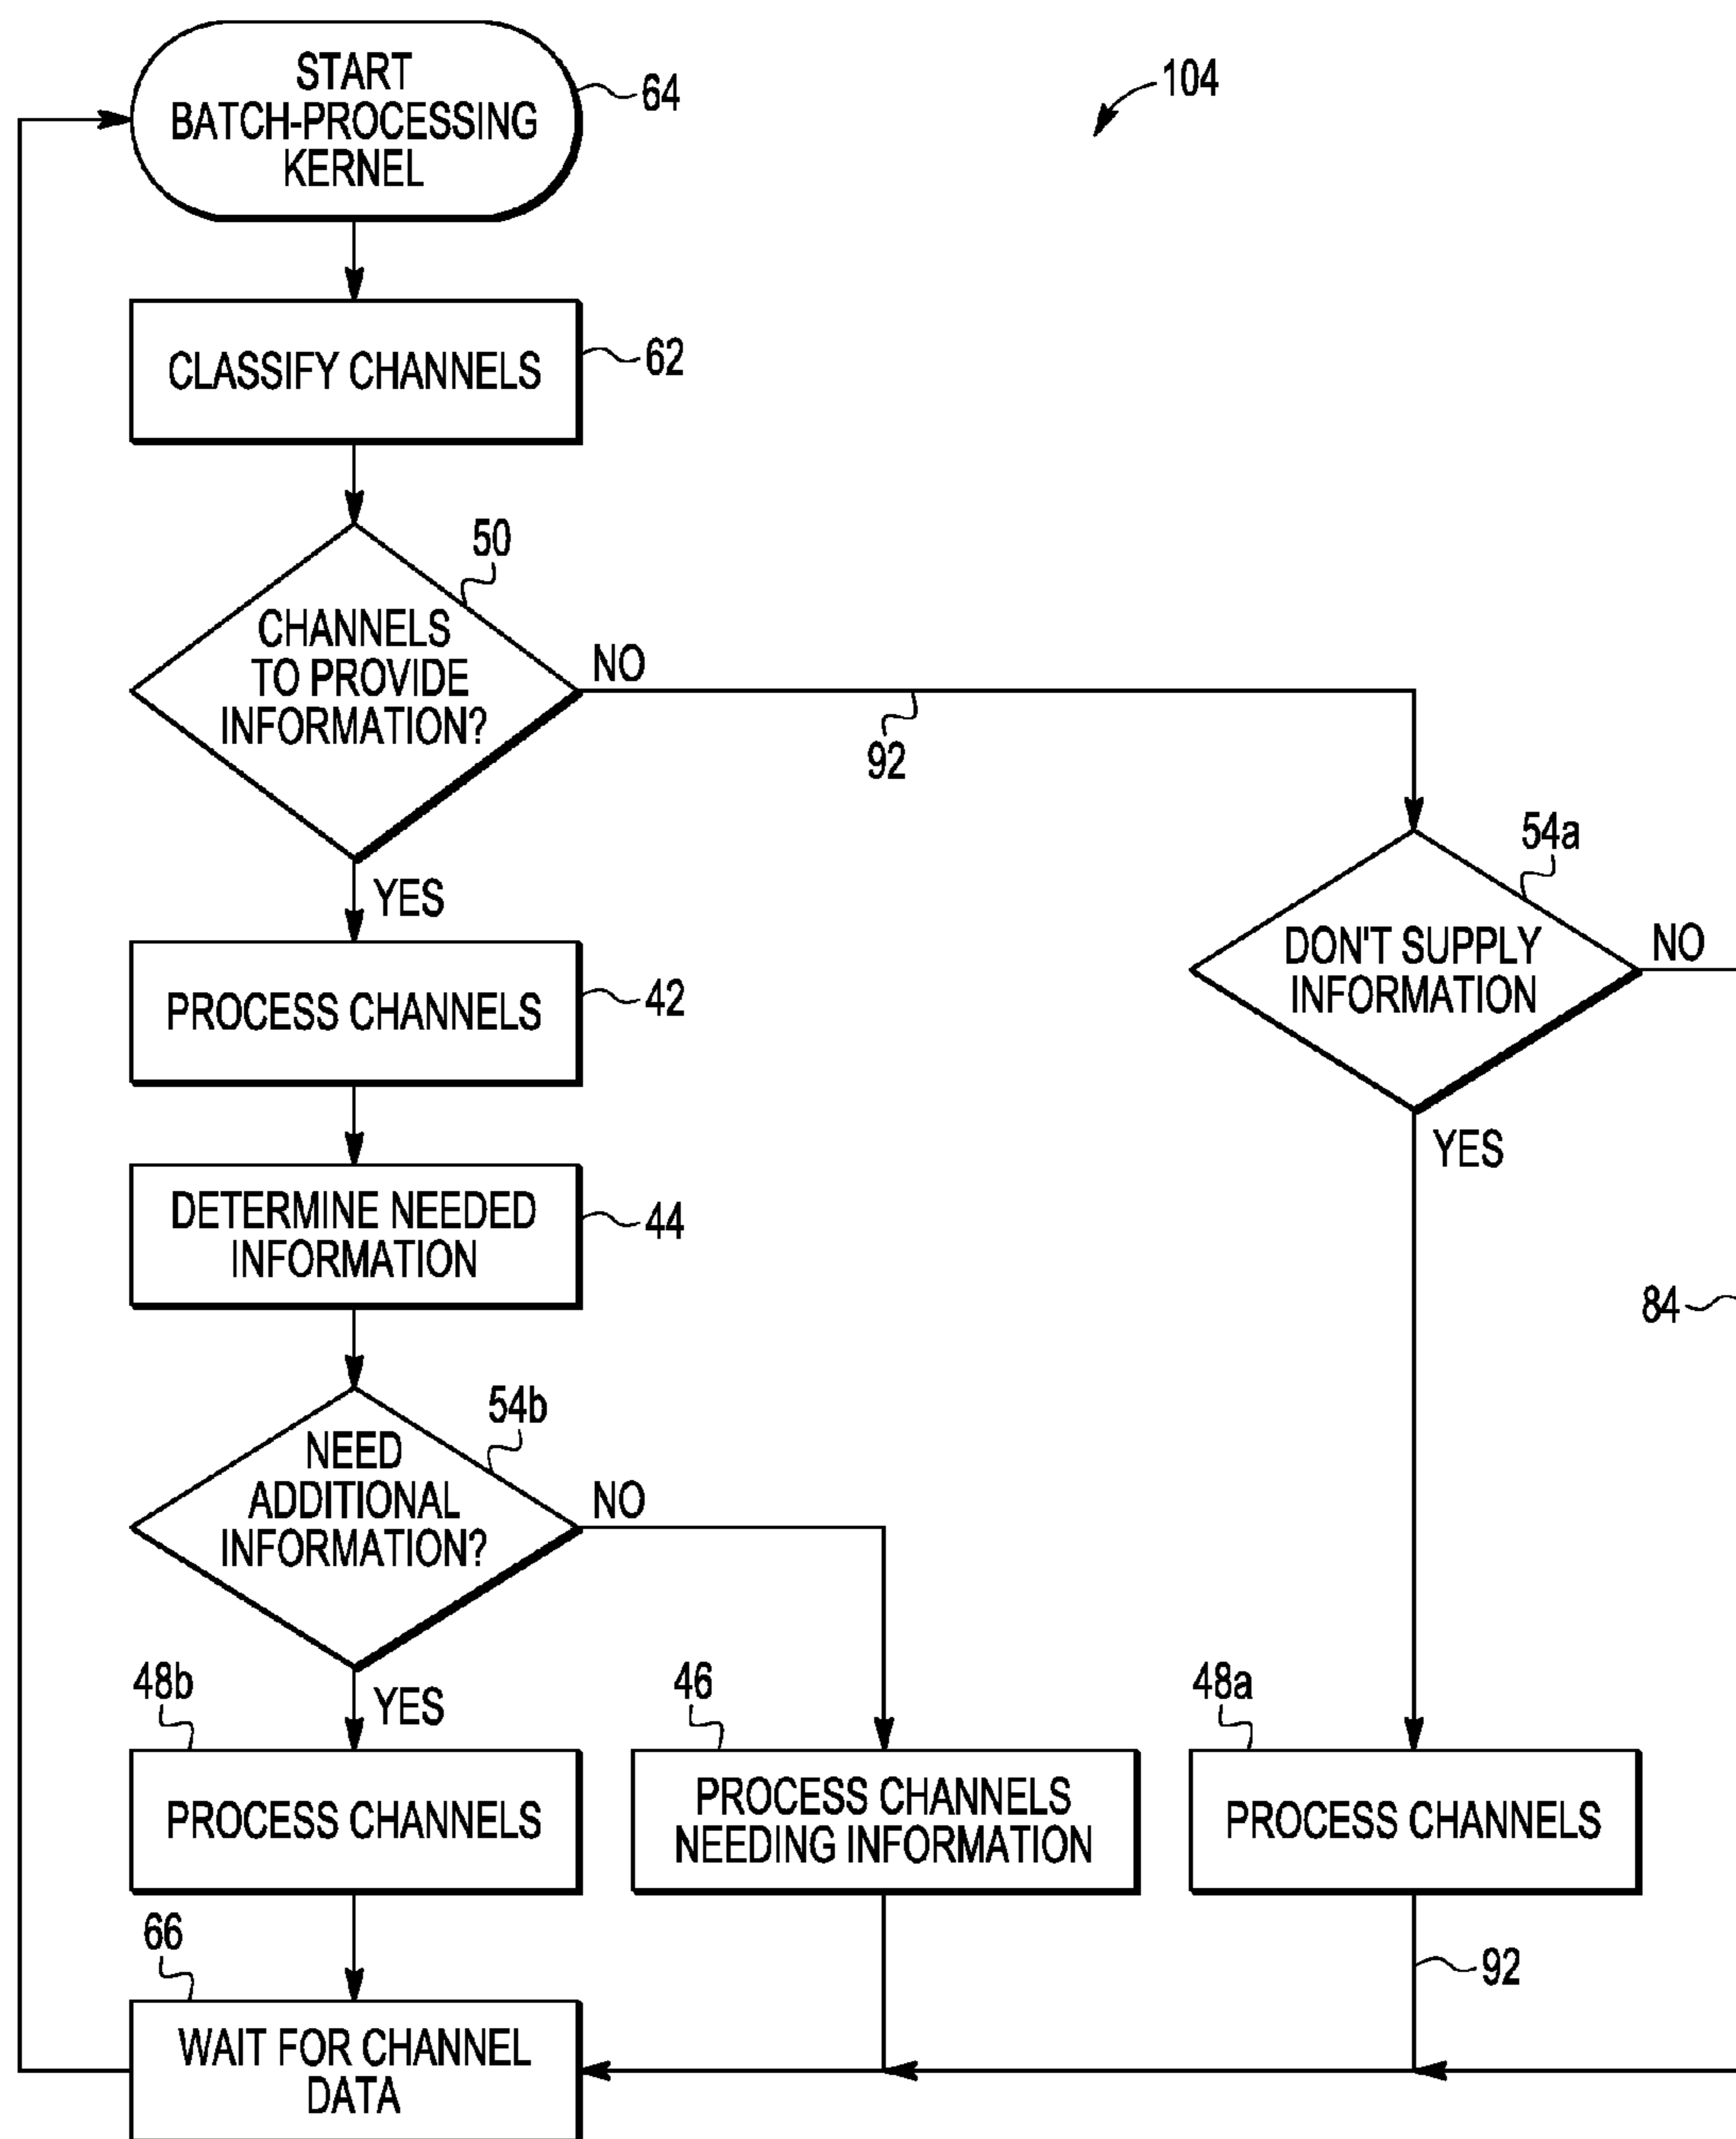 START
BATCH-PROCESSING
KERNEL
64
104
CLASSIFY CHANNELS
62
50
CHANNELS
TO PROVIDE
INFORMATION?
NO
92
YES
54a
DON'T SUPPLY
INFORMATION
NO
YES
PROCESS CHANNELS
42
DETERMINE NEEDED
INFORMATION
44
84
54b
NEED
ADDITIONAL
INFORMATION?
NO
YES
48b
PROCESS CHANNELS
46
PROCESS CHANNELS
NEEDING INFORMATION
48a
PROCESS CHANNELS
92
66
WAIT FOR CHANNEL
DATA